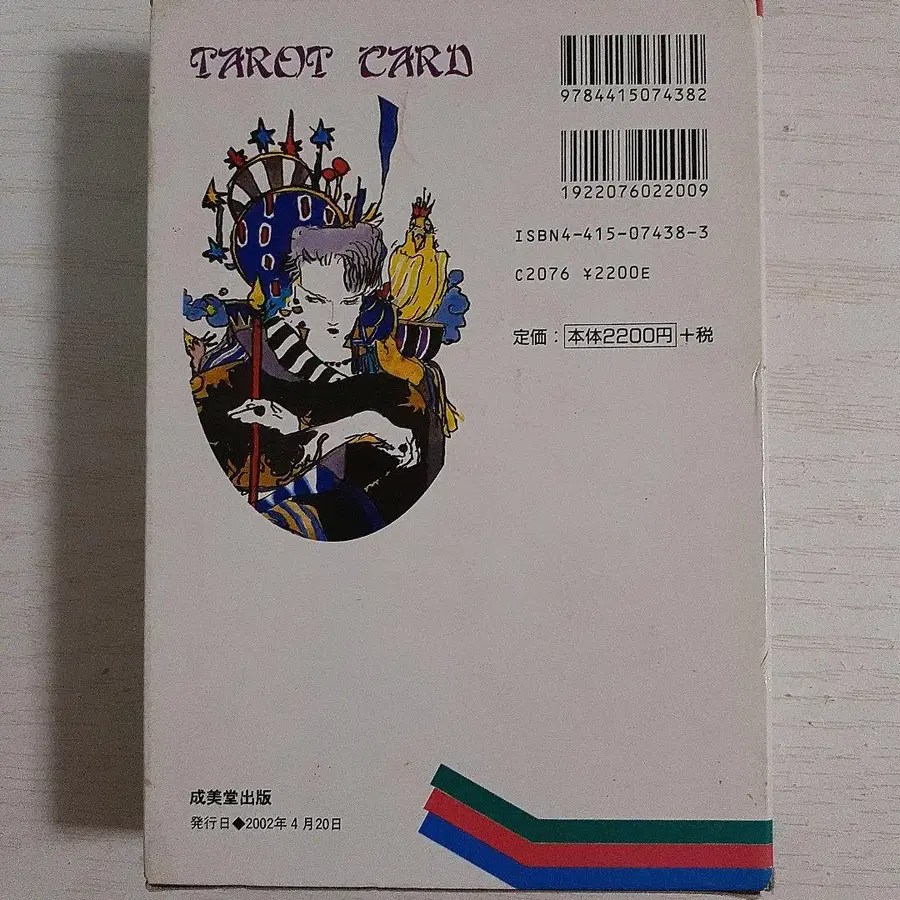 TAROT CARD
9784415074382
1922076022009
ISBN4-415-07438-3
C2076 ¥2200E
定価：本体2200円+税
成美堂出版
発行日◆2002年4月20日